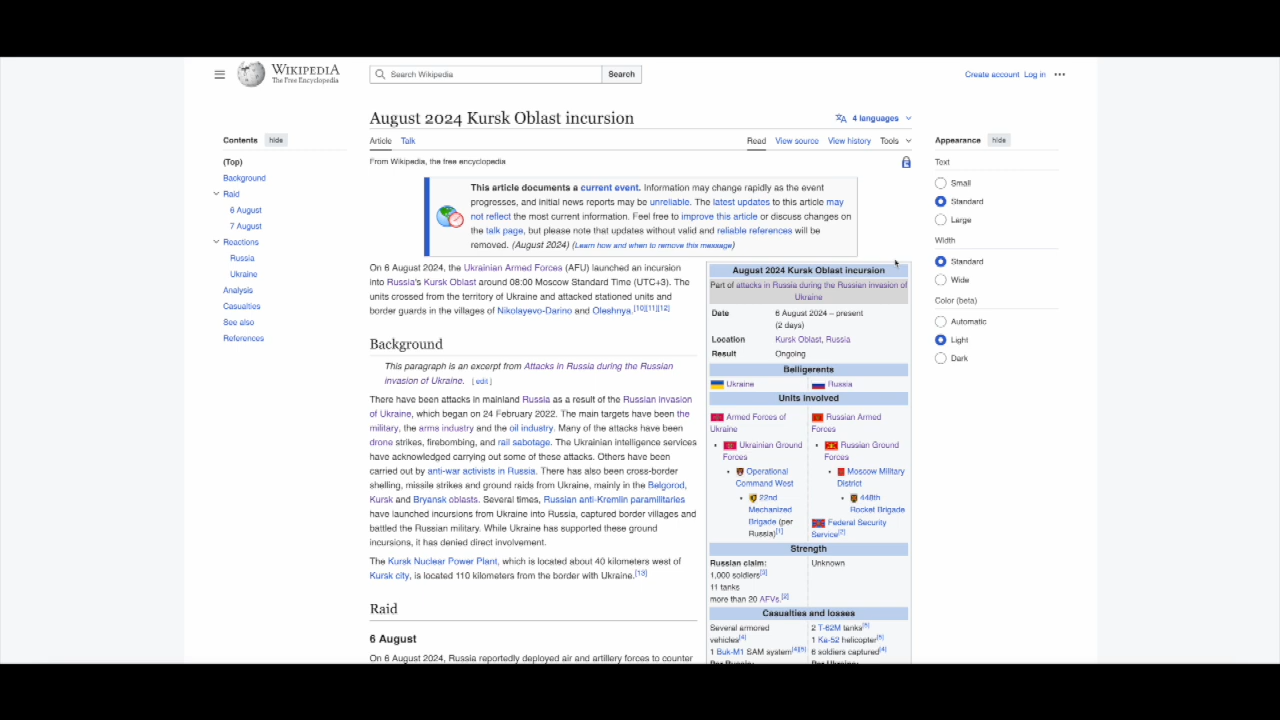 WIKIPEDIA
The Free Encyclopedia
Search Wikipedia
Search
Create account Log in
August 2024 Kursk Oblast incursion
4 languages
Article Talk
Read View source View history Tools
From Wikipedia, the free encyclopedia
Contents hide
(Top)
Background
Raid
6 August
7 August
Reactions
Russia
Ukraine
Analysis
Casualties
See also
References
This article documents a current event. Information may change rapidly as the event
progresses, and initial news reports may be unreliable. The latest updates to this article may
not reflect the most current information. Feel free to improve this article or discuss changes on
the talk page, but please note that updates without valid and reliable references will be
removed. (August 2024) (Learn how and when to remove this message)
On 6 August 2024, the Ukrainian Armed Forces (AFU) launched an incursion
into Russia's Kursk Oblast around 08:00 Moscow Standard Time (UTC+3). The
units crossed from the territory of Ukraine and attacked stationed units and
border guards in the villages of Nikolayevo-Darino and Oleshnya.[10][11][12]
Background
This paragraph is an excerpt from Attacks in Russia during the Russian
invasion of Ukraine. [ edit ]
There have been attacks in mainland Russia as a result of the Russian invasion
of Ukraine, which began on 24 February 2022. The main targets have been the
military, the arms industry and the oil industry. Many of the attacks have been
drone strikes, firebombing, and rail sabotage. The Ukrainian intelligence services
have acknowledged carrying out some of these attacks. Others have been
carried out by anti-war activists in Russia. There has also been cross-border
shelling, missile strikes and ground raids from Ukraine, mainly in the Belgorod,
Kursk and Bryansk oblasts. Several times, Russian anti-Kremlin paramilitaries
have launched incursions from Ukraine into Russia, captured border villages and
battled the Russian military. While Ukraine has supported these ground
incursions, it has denied direct involvement.
The Kursk Nuclear Power Plant, which is located about 40 kilometers west of
Kursk city, is located 110 kilometers from the border with Ukraine.[13]
Raid
6 August
On 6 August 2024, Russia reportedly deployed air and artillery forces to counter
August 2024 Kursk Oblast incursion
Part of attacks in Russia during the Russian invasion of
Ukraine
Date 6 August 2024 – present
(2 days)
Location Kursk Oblast, Russia
Result Ongoing
Belligerents
Ukraine Russia
Units involved
Armed Forces of
Ukraine
Ukrainian Ground
Forces
Operational
Command West
22nd
Mechanized
Brigade (per
Russia)[1]
Russian Armed
Forces
Russian Ground
Forces
Moscow Military
District
448th
Rocket Brigade
Federal Security
Service[2]
Strength
Russian claim:
1,000 soldiers[3]
11 tanks
more than 20 AFVs.[2]
Unknown
Casualties and losses
Several armored
vehicles[4]
1 Buk-M1 SAM system[4][5]
Per Russia:
2 T-62M tanks[5]
1 Ka-52 helicopter[5]
6 soldiers captured[4]
Per Ukraine:
Appearance hide
Text
Small
Standard
Large
Width
Standard
Wide
Color (beta)
Automatic
Light
Dark